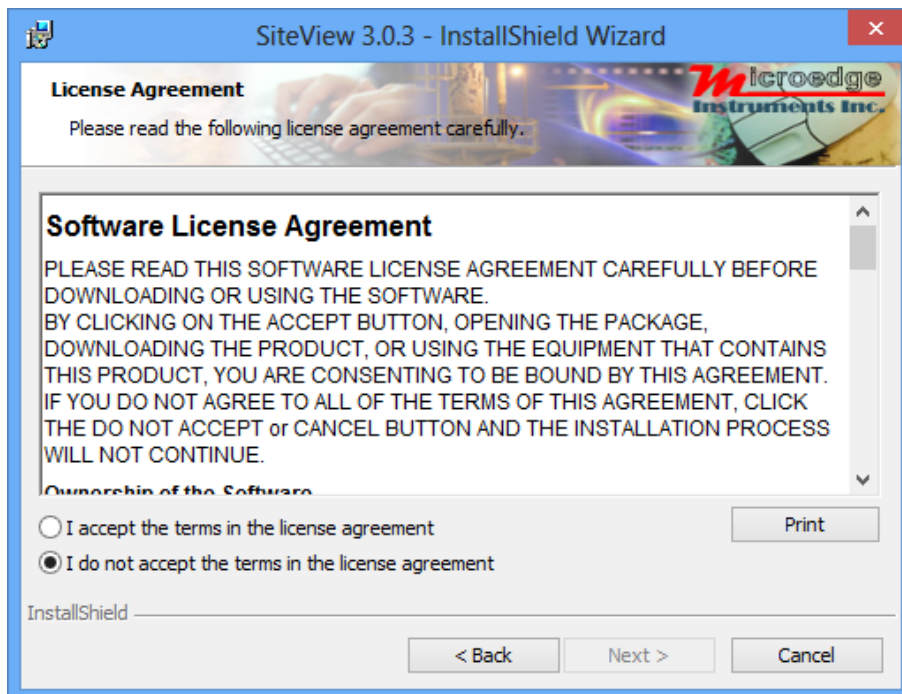 SiteView 3.0.3 - InstallShield Wizard
License Agreement
Please read the following license agreement carefully.
Microedge
Instruments Inc.
Software License Agreement
PLEASE READ THIS SOFTWARE LICENSE AGREEMENT CAREFULLY BEFORE
DOWNLOADING OR USING THE SOFTWARE.
BY CLICKING ON THE ACCEPT BUTTON, OPENING THE PACKAGE,
DOWNLOADING THE PRODUCT, OR USING THE EQUIPMENT THAT CONTAINS
THIS PRODUCT, YOU ARE CONSENTING TO BE BOUND BY THIS AGREEMENT.
IF YOU DO NOT AGREE TO ALL OF THE TERMS OF THIS AGREEMENT, CLICK
THE DO NOT ACCEPT or CANCEL BUTTON AND THE INSTALLATION PROCESS
WILL NOT CONTINUE.
Ownership of the Software
I accept the terms in the license agreement
Print
I do not accept the terms in the license agreement
InstallShield
< Back
Next >
Cancel